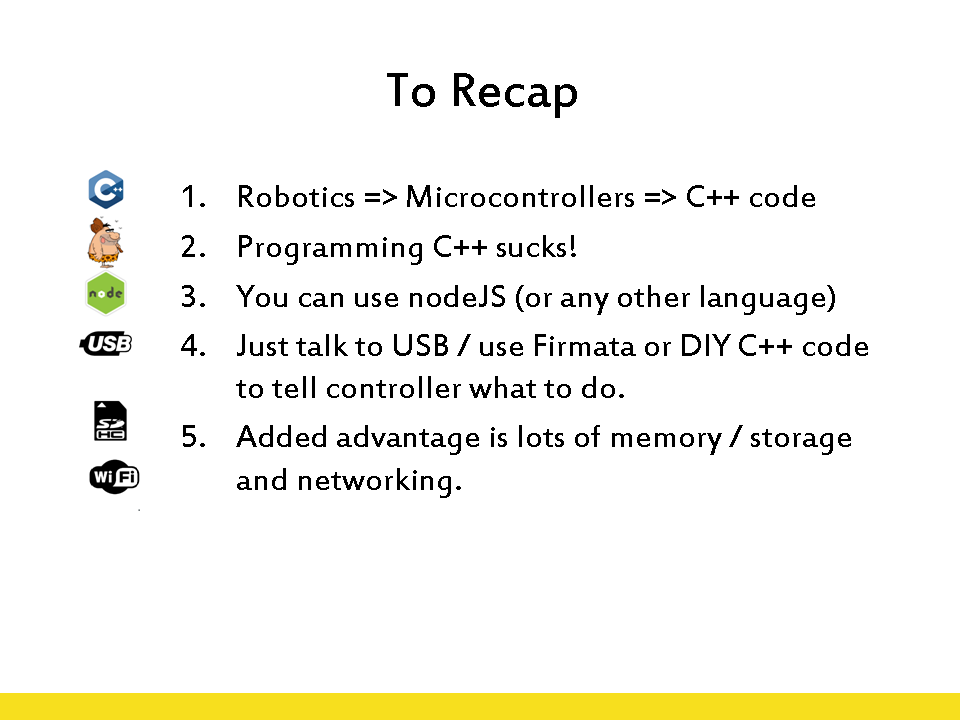 To Recap
1. Robotics => Microcontrollers => C++ code
2. Programming C++ sucks!
3. You can use nodeJS (or any other language)
4. Just talk to USB / use Firmata or DIY C++ code
to tell controller what to do.
5. Added advantage is lots of memory / storage
and networking.
C++
node
USB
SD
HC
WiFi